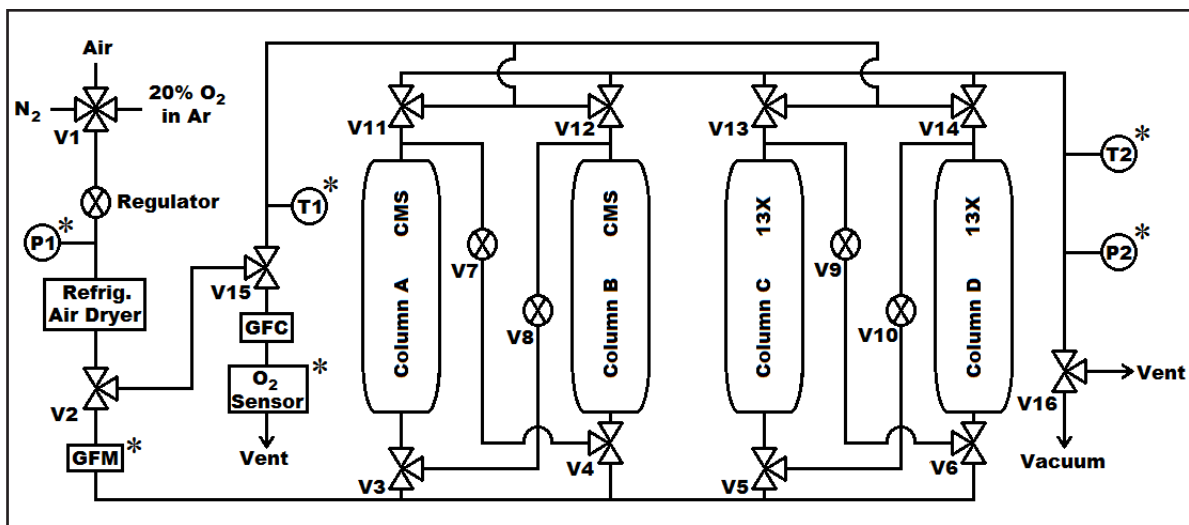 Air
N₂
20% O₂
in Ar
V1
Regulator
P1*
Refrig.
Air Dryer
V2
GFM*
T1*
V15
GFC
O₂
Sensor*
Vent
V11
V12
V13
V14
Column A CMS
Column B CMS
Column C 13X
Column D 13X
V7
V8
V9
V10
V3
V4
V5
V6
T2*
P2*
V16
Vent
Vacuum